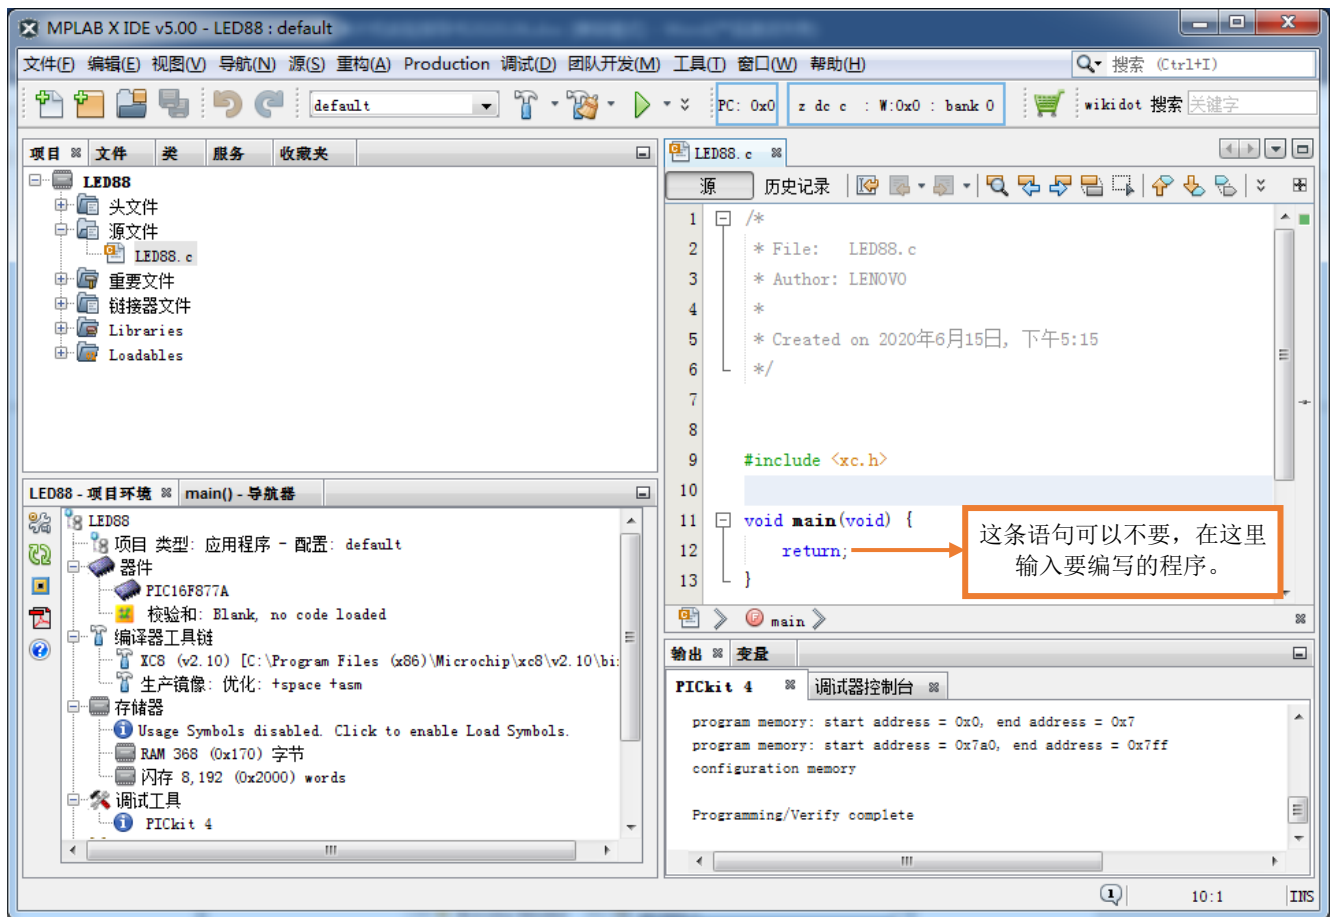 MPLAB X IDE v5.00 - LED88 : default
文件(F) 编辑(E) 视图(V) 导航(N) 源(S) 重构(A) Production 调试(D) 团队开发(M) 工具(T) 窗口(W) 帮助(H) 搜索 (Ctrl+I)
default PC: 0x0 z dc c : W:0x0 : bank 0 wikidot 搜索 关键字
项目 文件 类 服务 收藏夹
LED88
头文件
源文件
LED88.c
重要文件
链接器文件
Libraries
Loadables
LED88 - 项目环境 main() - 导航器
LED88
项目 类型: 应用程序 - 配置: default
器件
PIC16F877A
校验和: Blank, no code loaded
编译器工具链
XC8 (v2.10) [C:\Program Files (x86)\Microchip\xc8\v2.10\bi:
生产镜像: 优化: +space +asm
存储器
Usage Symbols disabled. Click to enable Load Symbols.
RAM 368 (0x170) 字节
闪存 8,192 (0x2000) words
调试工具
PICkit 4
LED88.c
源 历史记录
1 /*
2 * File: LED88.c
3 * Author: LENOVO
4 *
5 * Created on 2020年6月15日, 下午5:15
6 */
7
8
9 #include <xc.h>
10
11 void main(void) {
12 return;
13 }
这条语句可以不要，在这里
输入要编写的程序。
main
输出 变量
PICkit 4 调试器控制台
program memory: start address = 0x0, end address = 0x7
program memory: start address = 0x7a0, end address = 0x7ff
configuration memory
Programming/Verify complete
1 10:1 INS